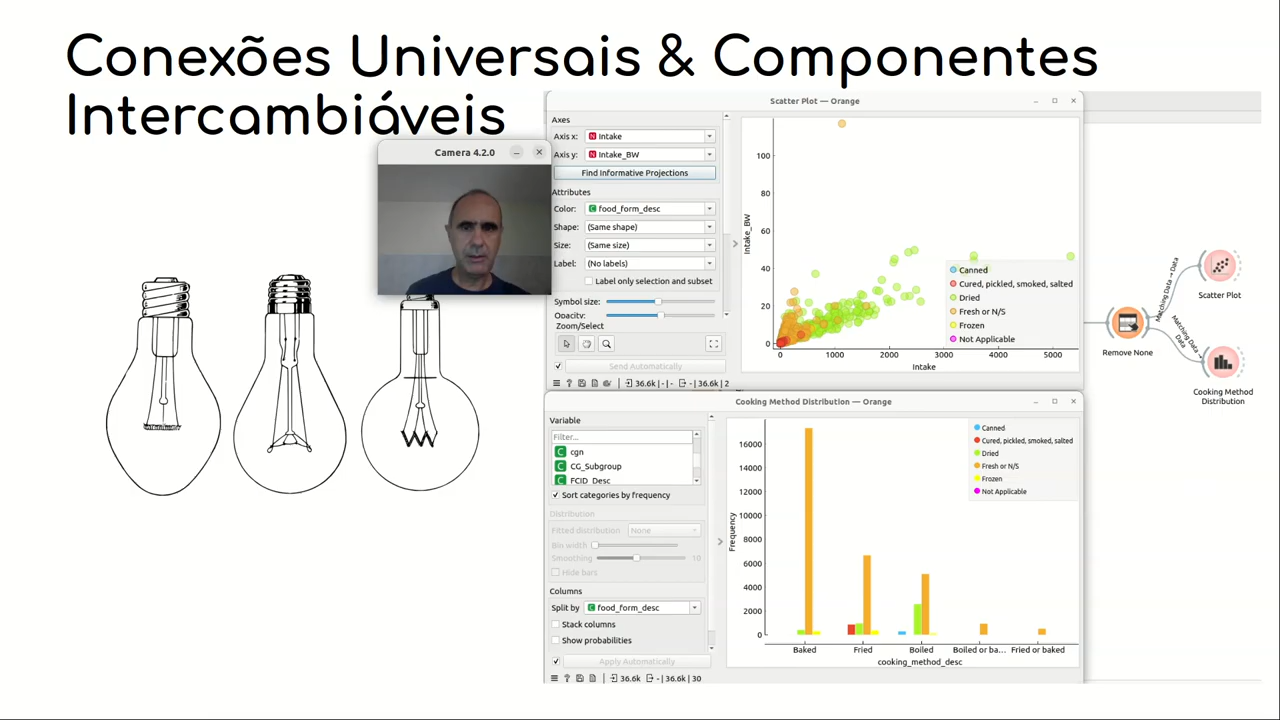 Conexões Universais & Componentes
Intercambiáveis
Camera 4.2.0
Scatter Plot — Orange
Axes
Axis x: Intake
Axis y: Intake_BW
Find Informative Projections
Attributes
Color: food_form_desc
Shape: (Same shape)
Size: (Same size)
Label: (No labels)
Label only selection and subset
Symbol size:
Opacity:
Zoom/Select
Send Automatically
36.6k | - | - - | 36.6k | 2
Intake_BW
100
80
60
40
20
0
0 1000 2000 3000 4000 5000
Intake
Canned
Cured, pickled, smoked, salted
Dried
Fresh or N/S
Frozen
Not Applicable
Matching Data → Data
Matching Data → Data
Remove None
Scatter Plot
Cooking Method
Distribution
Cooking Method Distribution — Orange
Variable
Filter...
cgn
CG_Subgroup
FCID_Desc
Sort categories by frequency
Distribution
Fitted distribution None
Bin width
Smoothing 10
Hide bars
Columns
Split by food_form_desc
Stack columns
Show probabilities
Apply Automatically
36.6k - | 36.6k | 30
Frequency
16000
14000
12000
10000
8000
6000
4000
2000
0
Baked Fried Boiled Boiled or ba... Fried or baked
cooking_method_desc
Canned
Cured, pickled, smoked, salted
Dried
Fresh or N/S
Frozen
Not Applicable